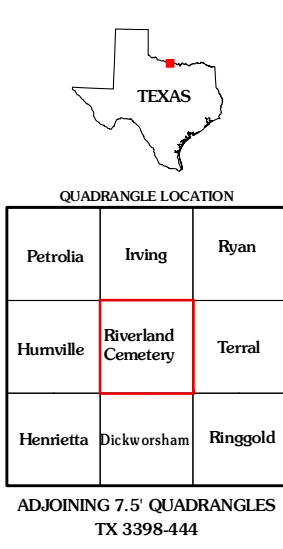 TEXAS
QUADRANGLE LOCATION
Petrolia Irving Ryan
Hurnville Riverland Cemetery Terral
Henrietta Dickworsham Ringgold
ADJOINING 7.5' QUADRANGLES
TX 3398-444